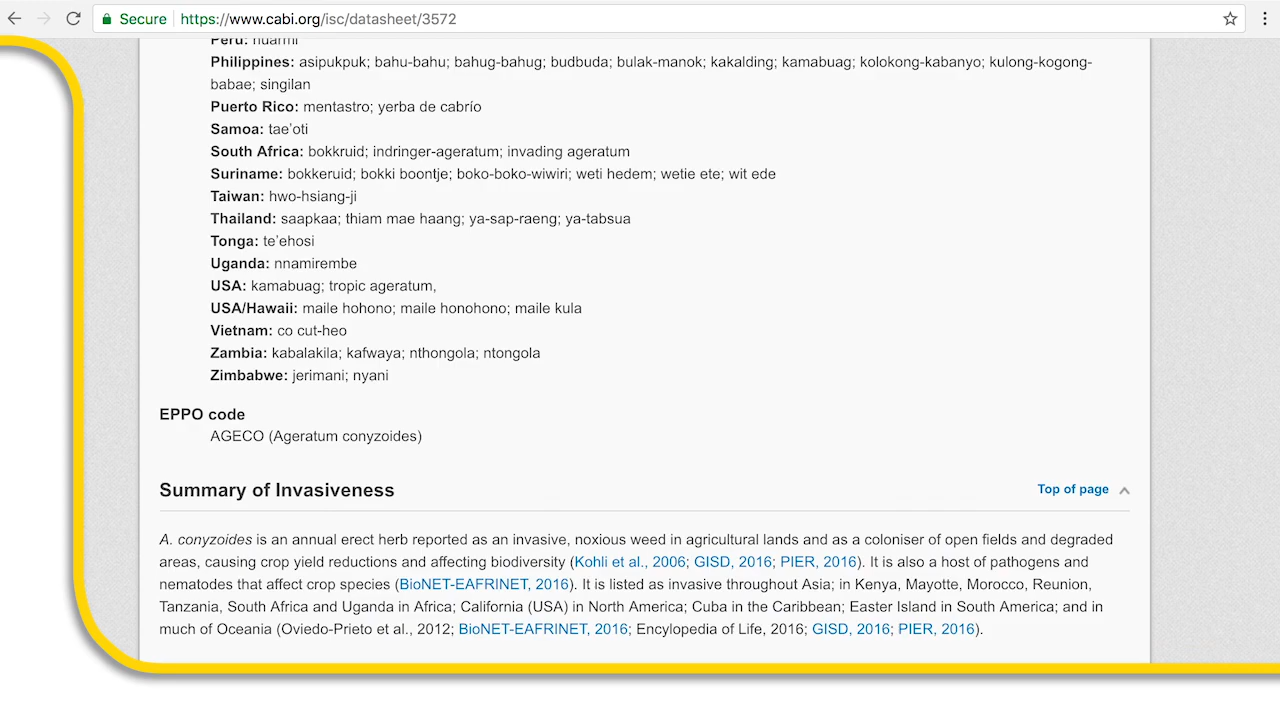 Secure https://www.cabi.org/isc/datasheet/3572
Peru: huarmi
Philippines: asipukpuk; bahu-bahu; bahug-bahug; budbuda; bulak-manok; kakalding; kamabuag; kolokong-kabanyo; kulong-kogong-
babae; singilan
Puerto Rico: mentastro; yerba de cabrío
Samoa: tae’oti
South Africa: bokkruid; indringer-ageratum; invading ageratum
Suriname: bokkeruid; bokki boontje; boko-boko-wiwiri; weti hedem; wetie ete; wit ede
Taiwan: hwo-hsiang-ji
Thailand: saapkaa; thiam mae haang; ya-sap-raeng; ya-tabsua
Tonga: te’ehosi
Uganda: nnamirembe
USA: kamabuag; tropic ageratum,
USA/Hawaii: maile hohono; maile honohono; maile kula
Vietnam: co cut-heo
Zambia: kabalakila; kafwaya; nthongola; ntongola
Zimbabwe: jerimani; nyani
EPPO code
AGECO (Ageratum conyzoides)
Summary of Invasiveness Top of page
A. conyzoides is an annual erect herb reported as an invasive, noxious weed in agricultural lands and as a coloniser of open fields and degraded
areas, causing crop yield reductions and affecting biodiversity (Kohli et al., 2006; GISD, 2016; PIER, 2016). It is also a host of pathogens and
nematodes that affect crop species (BioNET-EAFRINET, 2016). It is listed as invasive throughout Asia; in Kenya, Mayotte, Morocco, Reunion,
Tanzania, South Africa and Uganda in Africa; California (USA) in North America; Cuba in the Caribbean; Easter Island in South America; and in
much of Oceania (Oviedo-Prieto et al., 2012; BioNET-EAFRINET, 2016; Encylopedia of Life, 2016; GISD, 2016; PIER, 2016).